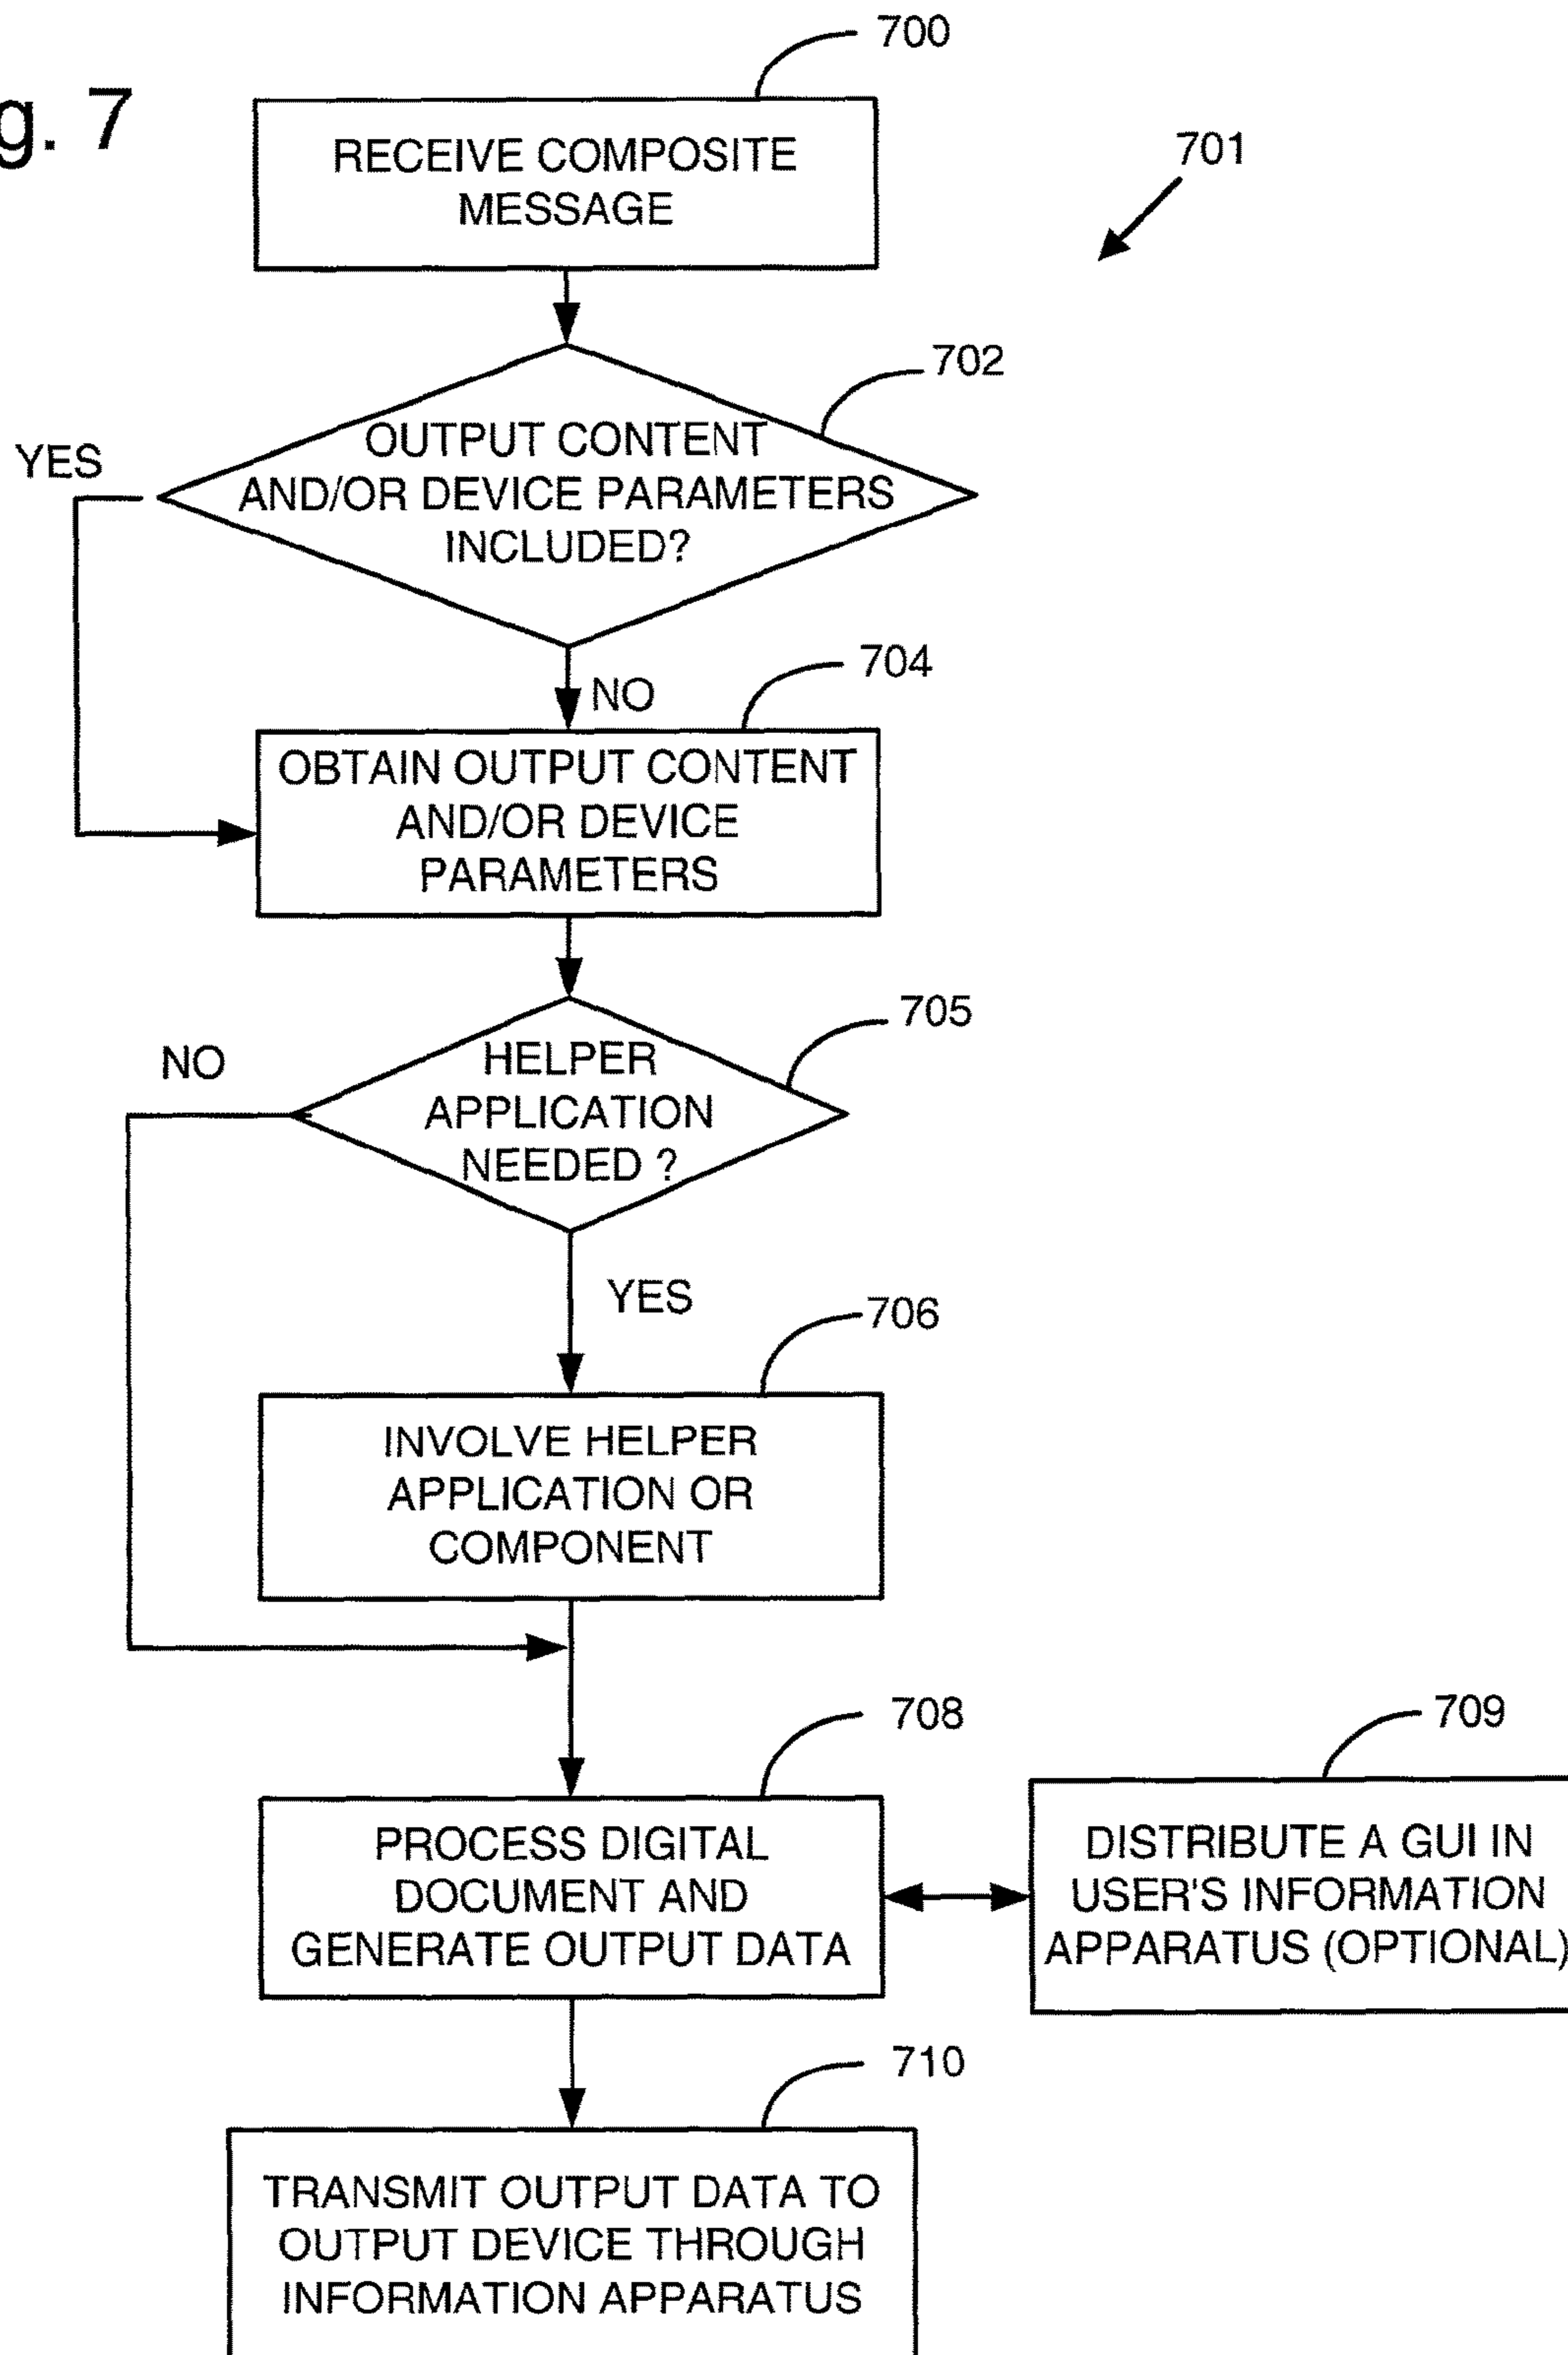 g. 7
700
RECEIVE COMPOSITE
MESSAGE
701
702
YES
OUTPUT CONTENT
AND/OR DEVICE PARAMETERS
INCLUDED?
704
NO
OBTAIN OUTPUT CONTENT
AND/OR DEVICE
PARAMETERS
705
NO
HELPER
APPLICATION
NEEDED ?
YES
706
INVOLVE HELPER
APPLICATION OR
COMPONENT
708
709
PROCESS DIGITAL
DOCUMENT AND
GENERATE OUTPUT DATA
DISTRIBUTE A GUI IN
USER'S INFORMATION
APPARATUS (OPTIONAL)
710
TRANSMIT OUTPUT DATA TO
OUTPUT DEVICE THROUGH
INFORMATION APPARATUS